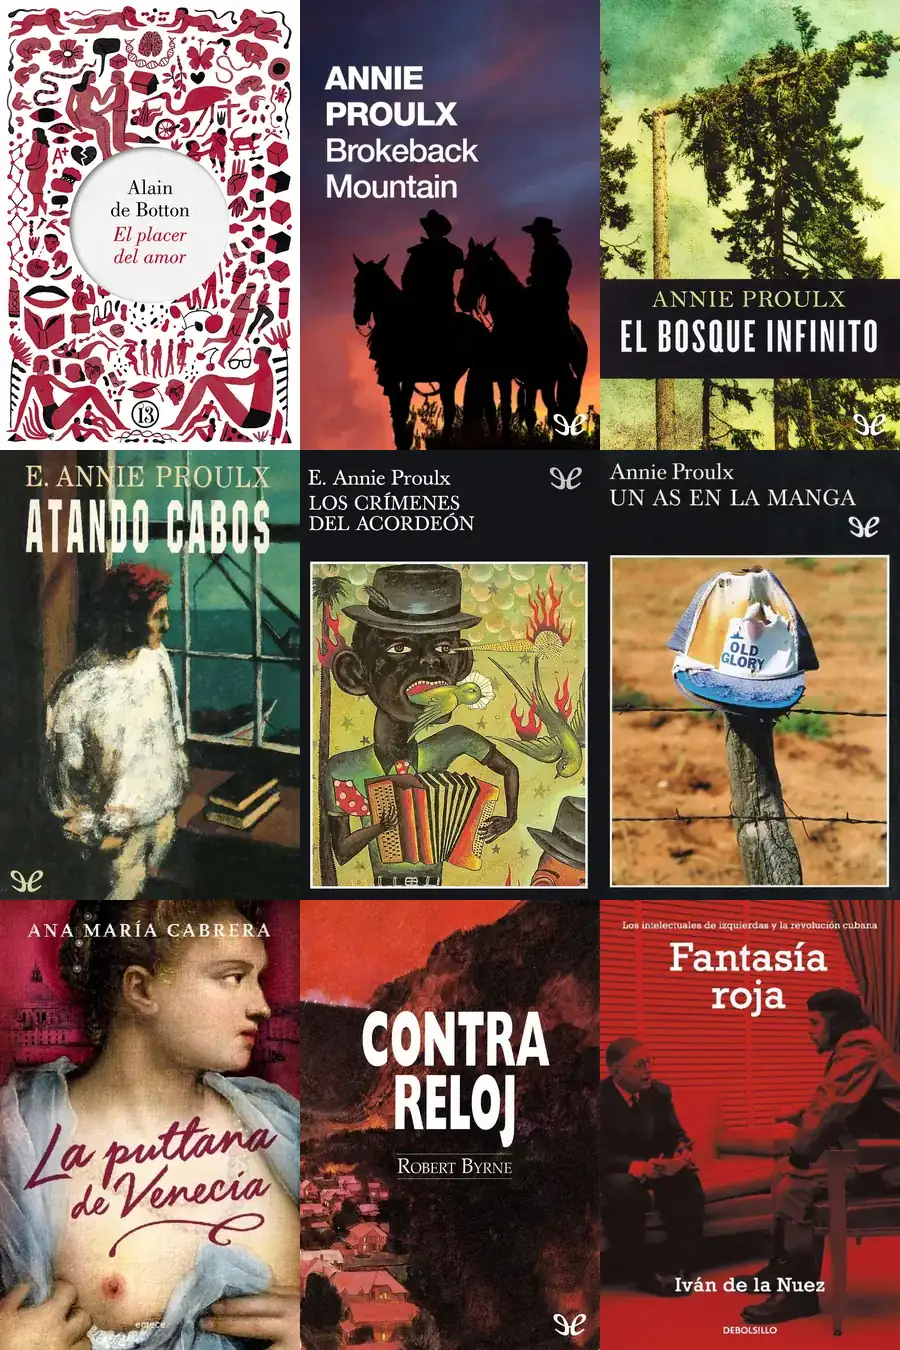 Alain
de Botton
El placer
del amor
13
A+
ANNIE
PROULX
Brokeback
Mountain
ANNIE PROULX
EL BOSQUE INFINITO
E. ANNIE PROULX
ATANDO CABOS
E. Annie Proulx
LOS CRÍMENES
DEL ACORDEÓN
Annie Proulx
UN AS EN LA MANGA
OLD
GLORY
ANA MARÍA CABRERA
La puttana
de Venecia
emecé
CONTRA
RELOJ
ROBERT BYRNE
Los intelectuales de izquierdas y la revolución cubana
Fantasía
roja
Iván de la Nuez
DEBOLS!LLO